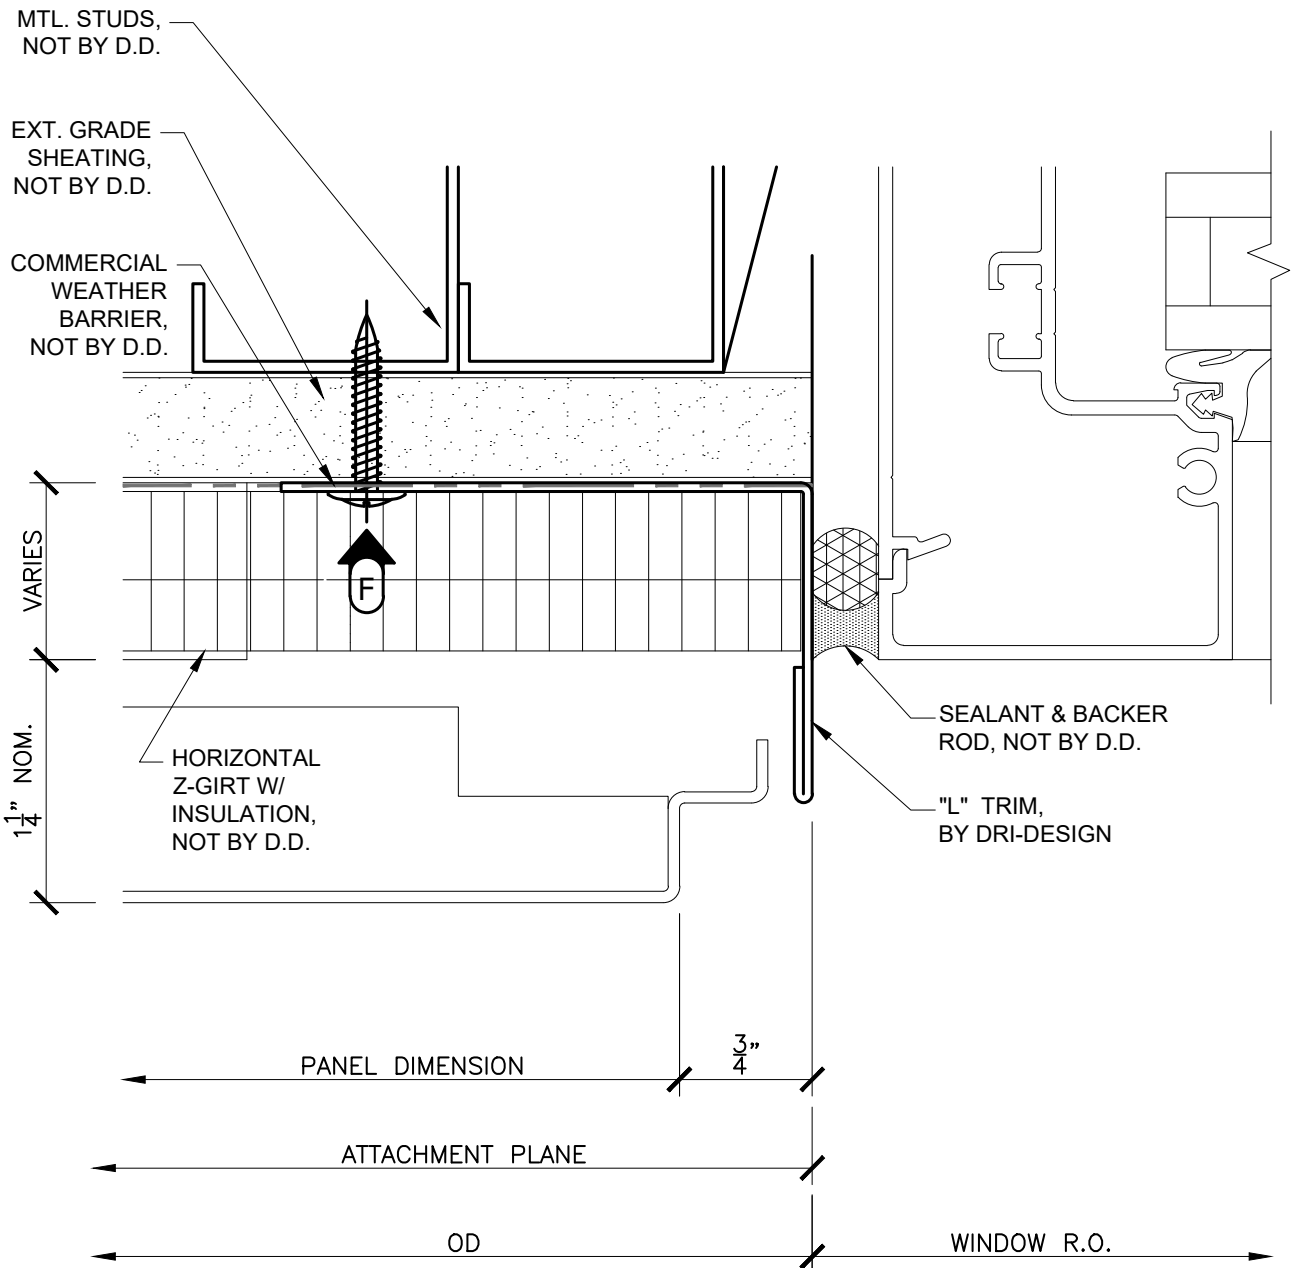 MTL. STUDS,
NOT BY D.D.
EXT. GRADE
SHEATING,
NOT BY D.D.
COMMERCIAL
WEATHER
BARRIER,
NOT BY D.D.
VARIES
F
1 1/4" NOM.
HORIZONTAL
Z-GIRT W/
INSULATION,
NOT BY D.D.
SEALANT & BACKER
ROD, NOT BY D.D.
"L" TRIM,
BY DRI-DESIGN
PANEL DIMENSION
3/4"
ATTACHMENT PLANE
OD
WINDOW R.O.